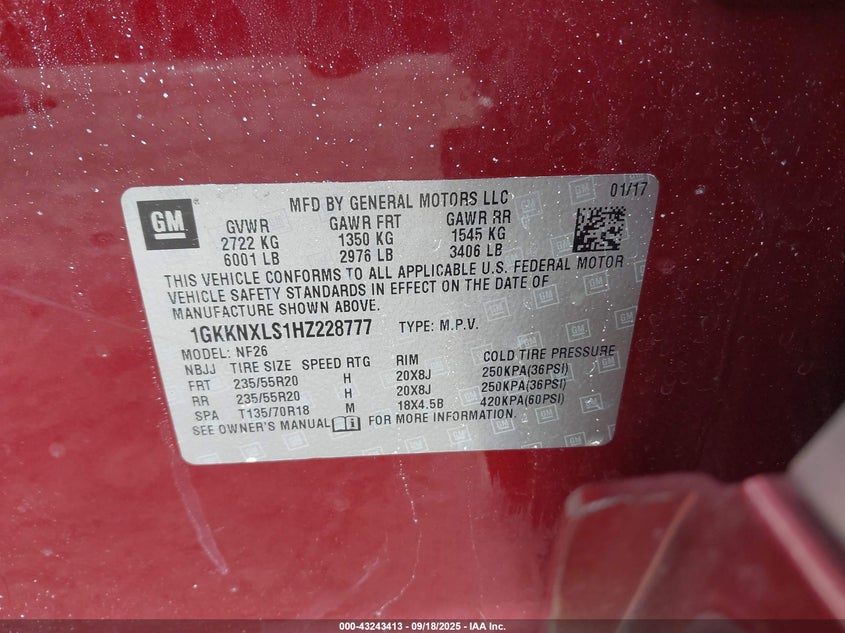 GM
MFD BY GENERAL MOTORS LLC
01/17
GVWR GAWR FRT GAWR RR
2722 KG 1350 KG 1545 KG
6001 LB 2976 LB 3406 LB
THIS VEHICLE CONFORMS TO ALL APPLICABLE U.S. FEDERAL MOTOR
VEHICLE SAFETY STANDARDS IN EFFECT ON THE DATE OF
MANUFACTURE SHOWN ABOVE.
1GKKNXLS1HZ228777 TYPE: M.P.V.
MODEL: NF26
NBJJ TIRE SIZE SPEED RTG RIM COLD TIRE PRESSURE
FRT 235/55R20 H 20X8J 250KPA(36PSI)
RR 235/55R20 H 20X8J 250KPA(36PSI)
SPA T135/70R18 M 18X4.5B 420KPA(60PSI)
SEE OWNER'S MANUAL FOR MORE INFORMATION.
000-43243413 - 09/18/2025 - IAA Inc.